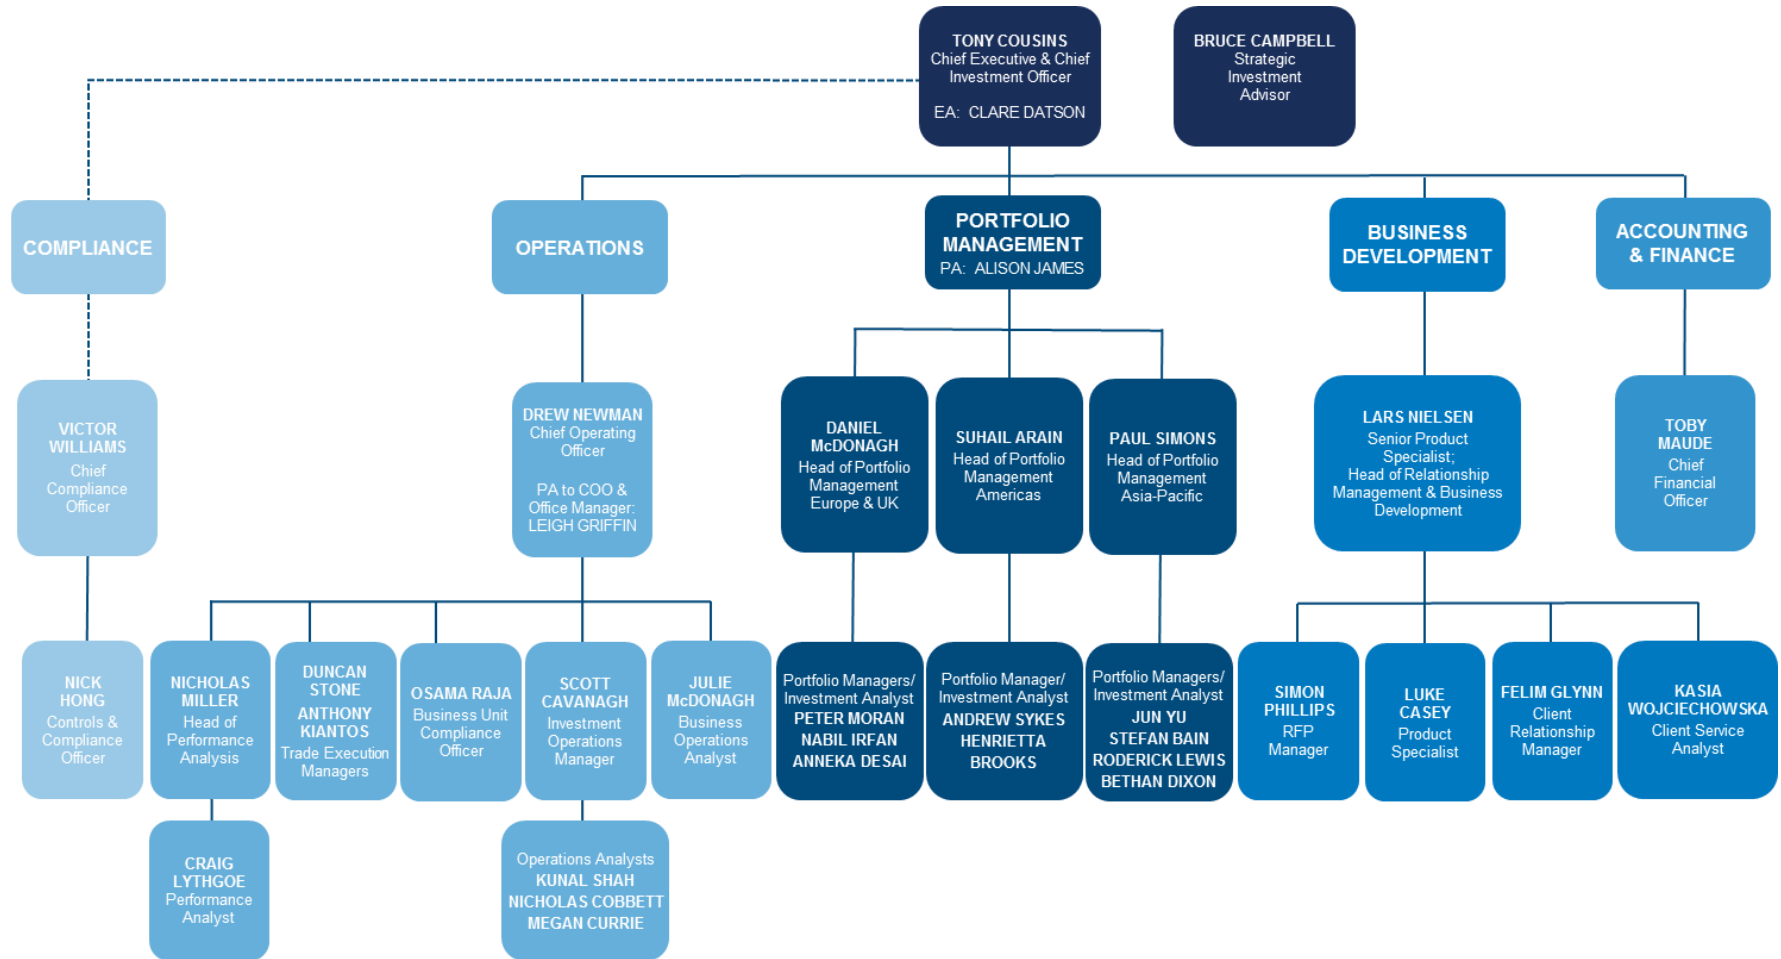 TONY COUSINS
Chief Executive & Chief
Investment Officer
EA: CLARE DATSON
BRUCE CAMPBELL
Strategic
Investment
Advisor
COMPLIANCE
OPERATIONS
PORTFOLIO
MANAGEMENT
PA: ALISON JAMES
BUSINESS
DEVELOPMENT
ACCOUNTING
& FINANCE
VICTOR
WILLIAMS
Chief
Compliance
Officer
DREW NEWMAN
Chief Operating
Officer
PA to COO &
Office Manager:
LEIGH GRIFFIN
DANIEL
McDONAGH
Head of Portfolio
Management
Europe & UK
SUHAIL ARAIN
Head of Portfolio
Management
Americas
PAUL SIMONS
Head of Portfolio
Management
Asia-Pacific
LARS NIELSEN
Senior Product
Specialist;
Head of Relationship
Management & Business
Development
TOBY
MAUDE
Chief
Financial
Officer
NICK
HONG
Controls &
Compliance
Officer
NICHOLAS
MILLER
Head of
Performance
Analysis
DUNCAN
STONE
ANTHONY
KIANTOS
Trade Execution
Managers
OSAMA RAJA
Business Unit
Compliance
Officer
SCOTT
CAVANAGH
Investment
Operations
Manager
JULIE
McDONAGH
Business
Operations
Analyst
Portfolio Managers/
Investment Analyst
PETER MORAN
NABIL IRFAN
ANNEKA DESAI
Portfolio Manager/
Investment Analyst
ANDREW SYKES
HENRIETTA
BROOKS
Portfolio Managers/
Investment Analyst
JUN YU
STEFAN BAIN
RODERICK LEWIS
BETHAN DIXON
SIMON
PHILLIPS
RFP
Manager
LUKE
CASEY
Product
Specialist
FELIM GLYNN
Client
Relationship
Manager
KASIA
WOJCIECHOWSKA
Client Service
Analyst
CRAIG
LYTHGOE
Performance
Analyst
Operations Analysts
KUNAL SHAH
NICHOLAS COBBETT
MEGAN CURRIE